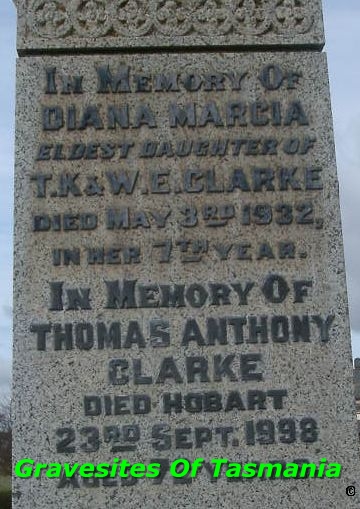 IN MEMORY OF
DIANA MARCIA
ELDEST DAUGHTER OF
T.K & W.E. CLARKE
DIED MAY 3RD 1932,
IN HER 7TH YEAR.
IN MEMORY OF
THOMAS ANTHONY
CLARKE
DIED HOBART
23RD SEPT. 1998
Gravesites Of Tasmania
©